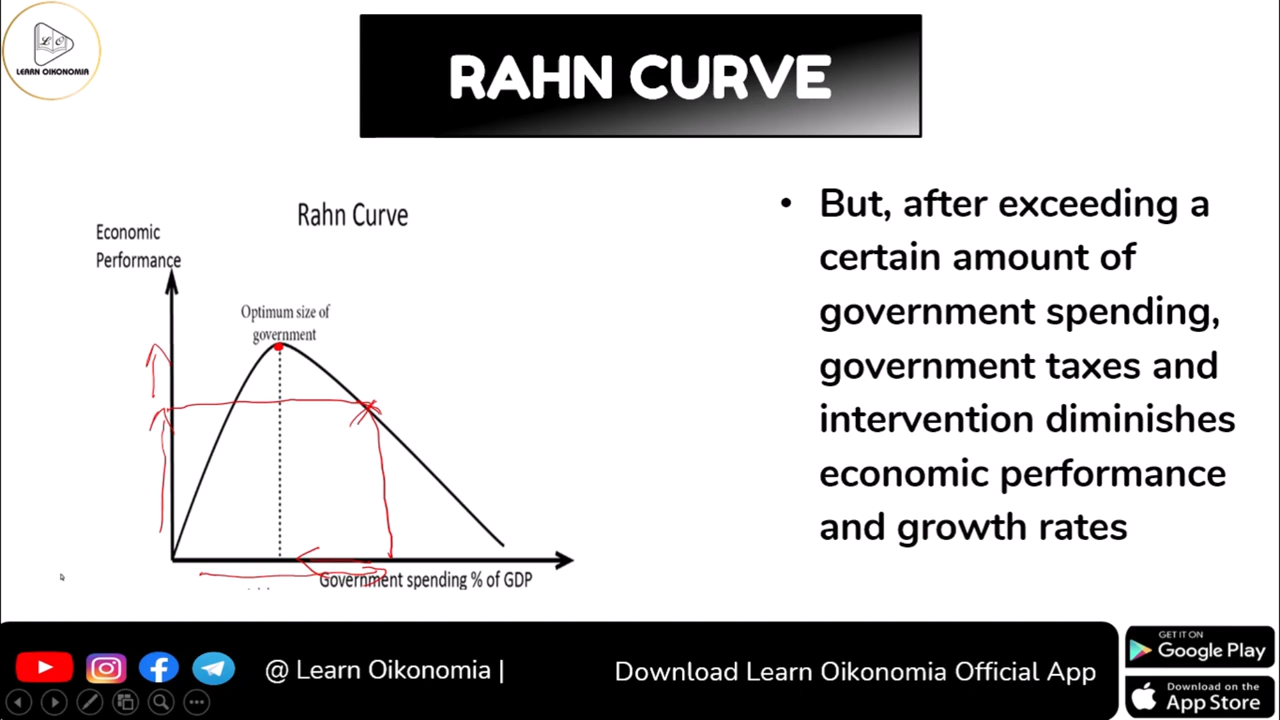 LEARN OIKONOMIA
RAHN CURVE
Rahn Curve
Economic
Performance
Optimum size of
government
Government spending % of GDP
• But, after exceeding a
certain amount of
government spending,
government taxes and
intervention diminishes
economic performance
and growth rates
@ Learn Oikonomia |
Download Learn Oikonomia Official App
GET IT ON
Google Play
Download on the
App Store